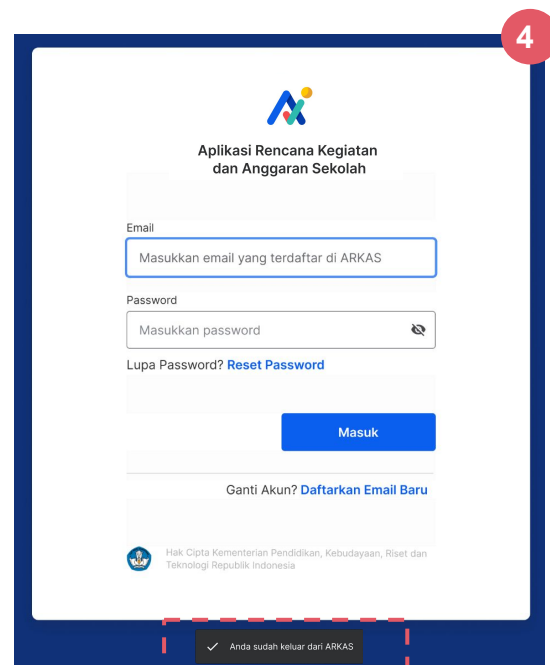 4
Aplikasi Rencana Kegiatan
dan Anggaran Sekolah
Email
Masukkan email yang terdaftar di ARKAS
Password
Masukkan password
Lupa Password? Reset Password
Masuk
Ganti Akun? Daftarkan Email Baru
Hak Cipta Kementerian Pendidikan, Kebudayaan, Riset dan
Teknologi Republik Indonesia
Anda sudah keluar dari ARKAS